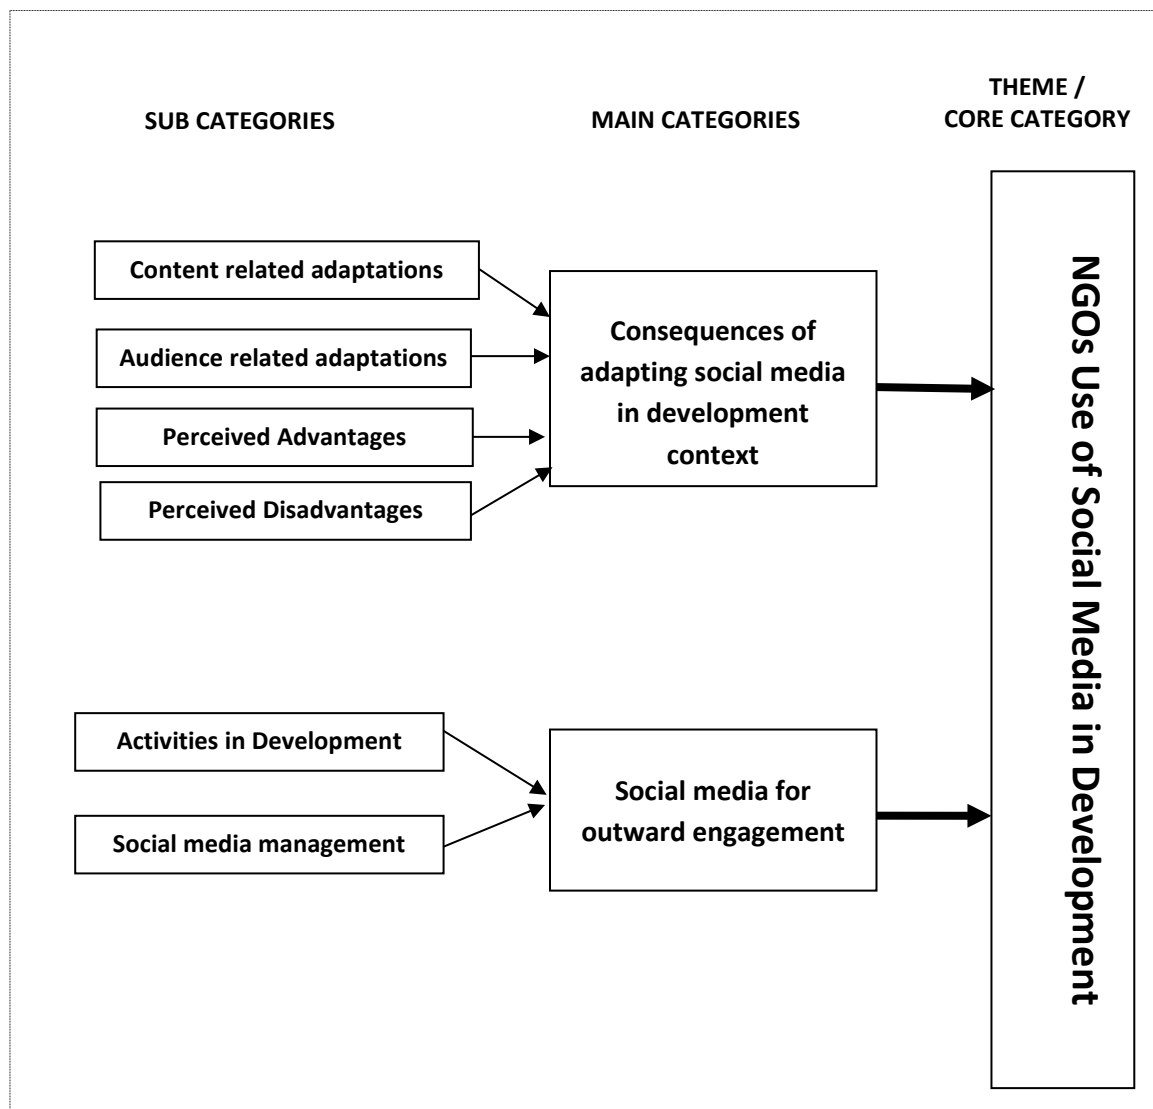 THEME /
SUB CATEGORIES
MAIN CATEGORIES
CORE CATEGORY
Content related adaptations
Audience related adaptations
Perceived Advantages
Perceived Disadvantages
Consequences of
adapting social media
in development
context
Activities in Development
Social media management
Social media for
outward engagement
NGOs Use of Social Media in Development